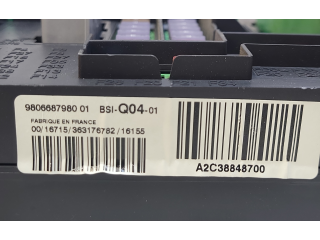 9806687980 01 BSI-Q04-01
FABRIQUE EN FRANCE
00/16715/363176782/16155
A2C38848700